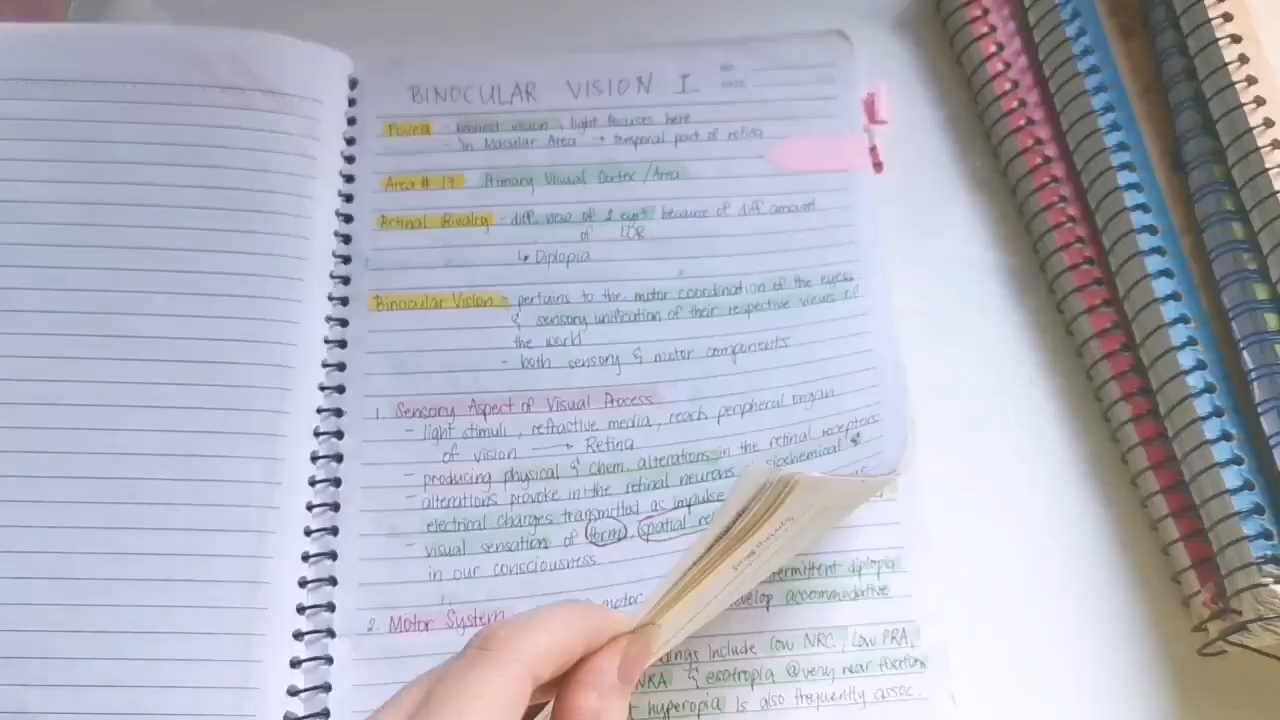 BINOCULAR VISION I
Fovea - vision, light focuses here
- In Macular Area → temporal part of retina
Area # 17 Primary Visual Cortex/Area
Retinal Rivalry - diff. view of 2 eyes because of diff amount
of
↳ Diplopia
Binocular Vision - pertains to the motor coordination of the eyes
& sensory unification of their respective views of
the world
- both sensory & motor components
1. Sensory Aspect of Visual Process
- light stimuli, refractive media, reach peripheral organ
of vision → Retina
- producing physical & chem. alterations in the retinal receptors
- alterations provoke in the retinal neurons biochemical &
electrical charges transmitted as impulse
- visual sensation of form, spatial
in our consciousness
2. Motor System motor
diplopia
accommodative
include low NRC, low PRA,
NRA & esotropia @ very near fixation
hyperopia is also frequently assoc.